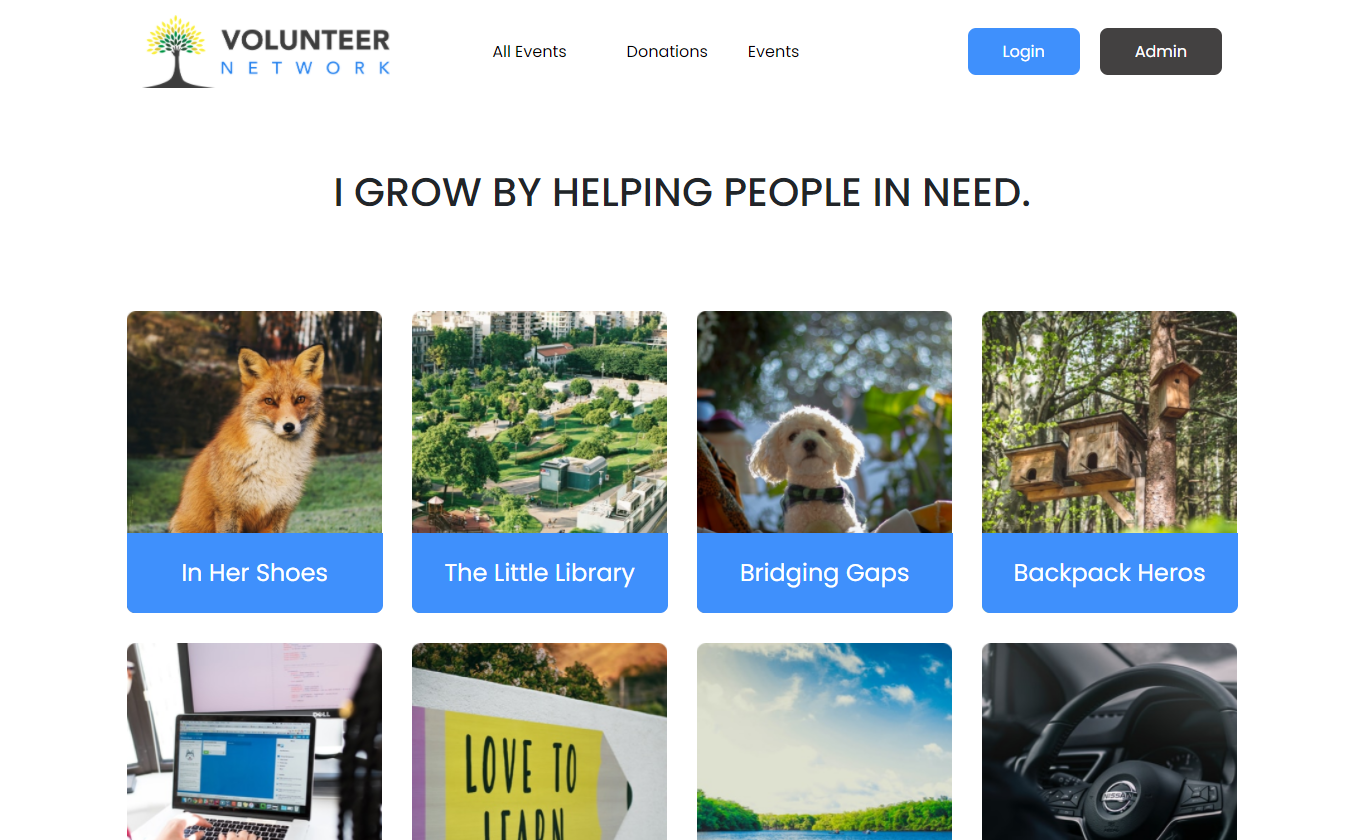 VOLUNTEER
NETWORK
All Events
Donations
Events
Login
Admin
I GROW BY HELPING PEOPLE IN NEED.
In Her Shoes
The Little Library
Bridging Gaps
Backpack Heros
DELL
LOVE TO
LEARN
NISSAN